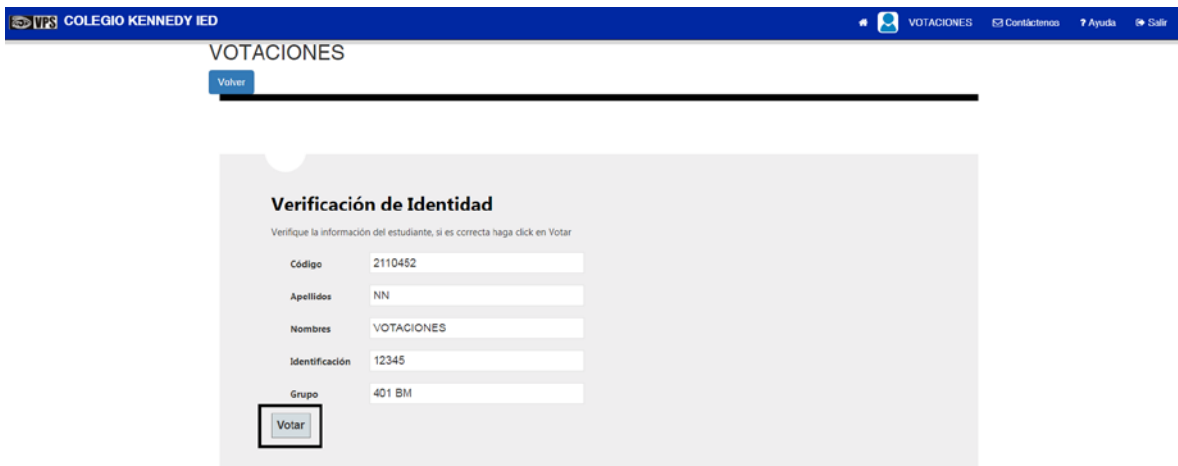 VPS COLEGIO KENNEDY IED VOTACIONES Contáctenos ? Ayuda Salir
VOTACIONES
Volver
Verificación de Identidad
Verifique la información del estudiante, si es correcta haga click en Votar
Código 2110452
Apellidos NN
Nombres VOTACIONES
Identificación 12345
Grupo 401 BM
Votar